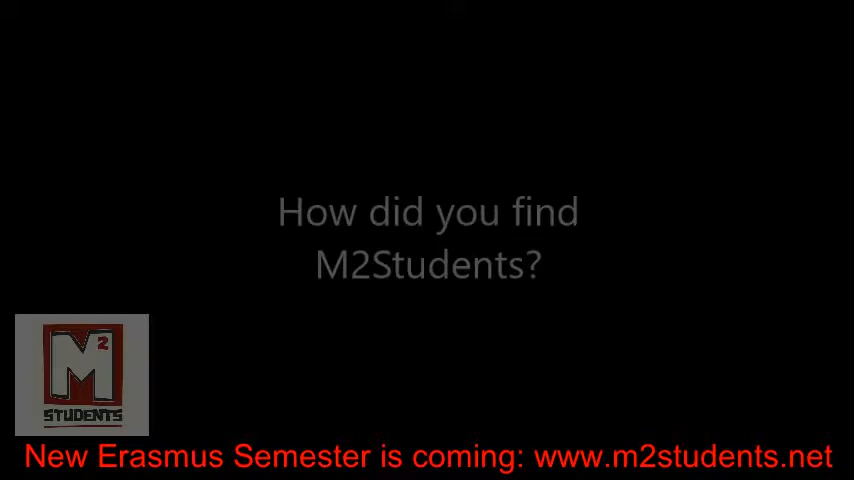 How did you find
M2Students?
M2
STUDENTS
New Erasmus Semester is coming: www.m2students.net